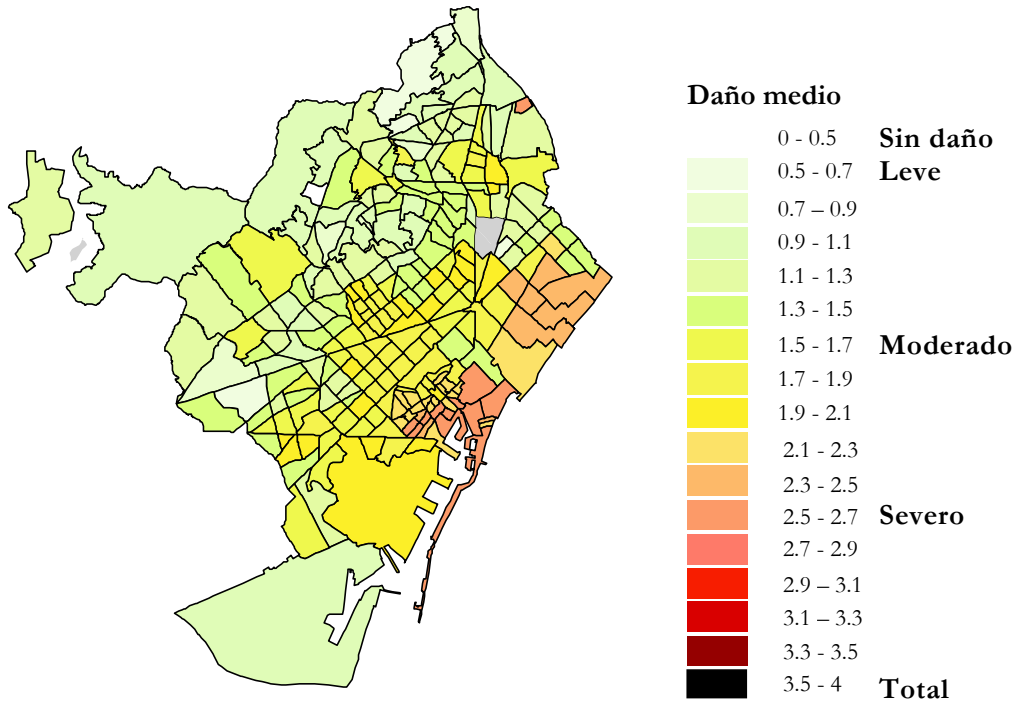 Daño medio
0 - 0.5 Sin daño
0.5 - 0.7 Leve
0.7 – 0.9
0.9 - 1.1
1.1 - 1.3
1.3 - 1.5
1.5 - 1.7 Moderado
1.7 - 1.9
1.9 - 2.1
2.1 - 2.3
2.3 - 2.5
2.5 - 2.7 Severo
2.7 - 2.9
2.9 – 3.1
3.1 – 3.3
3.3 - 3.5
3.5 - 4 Total